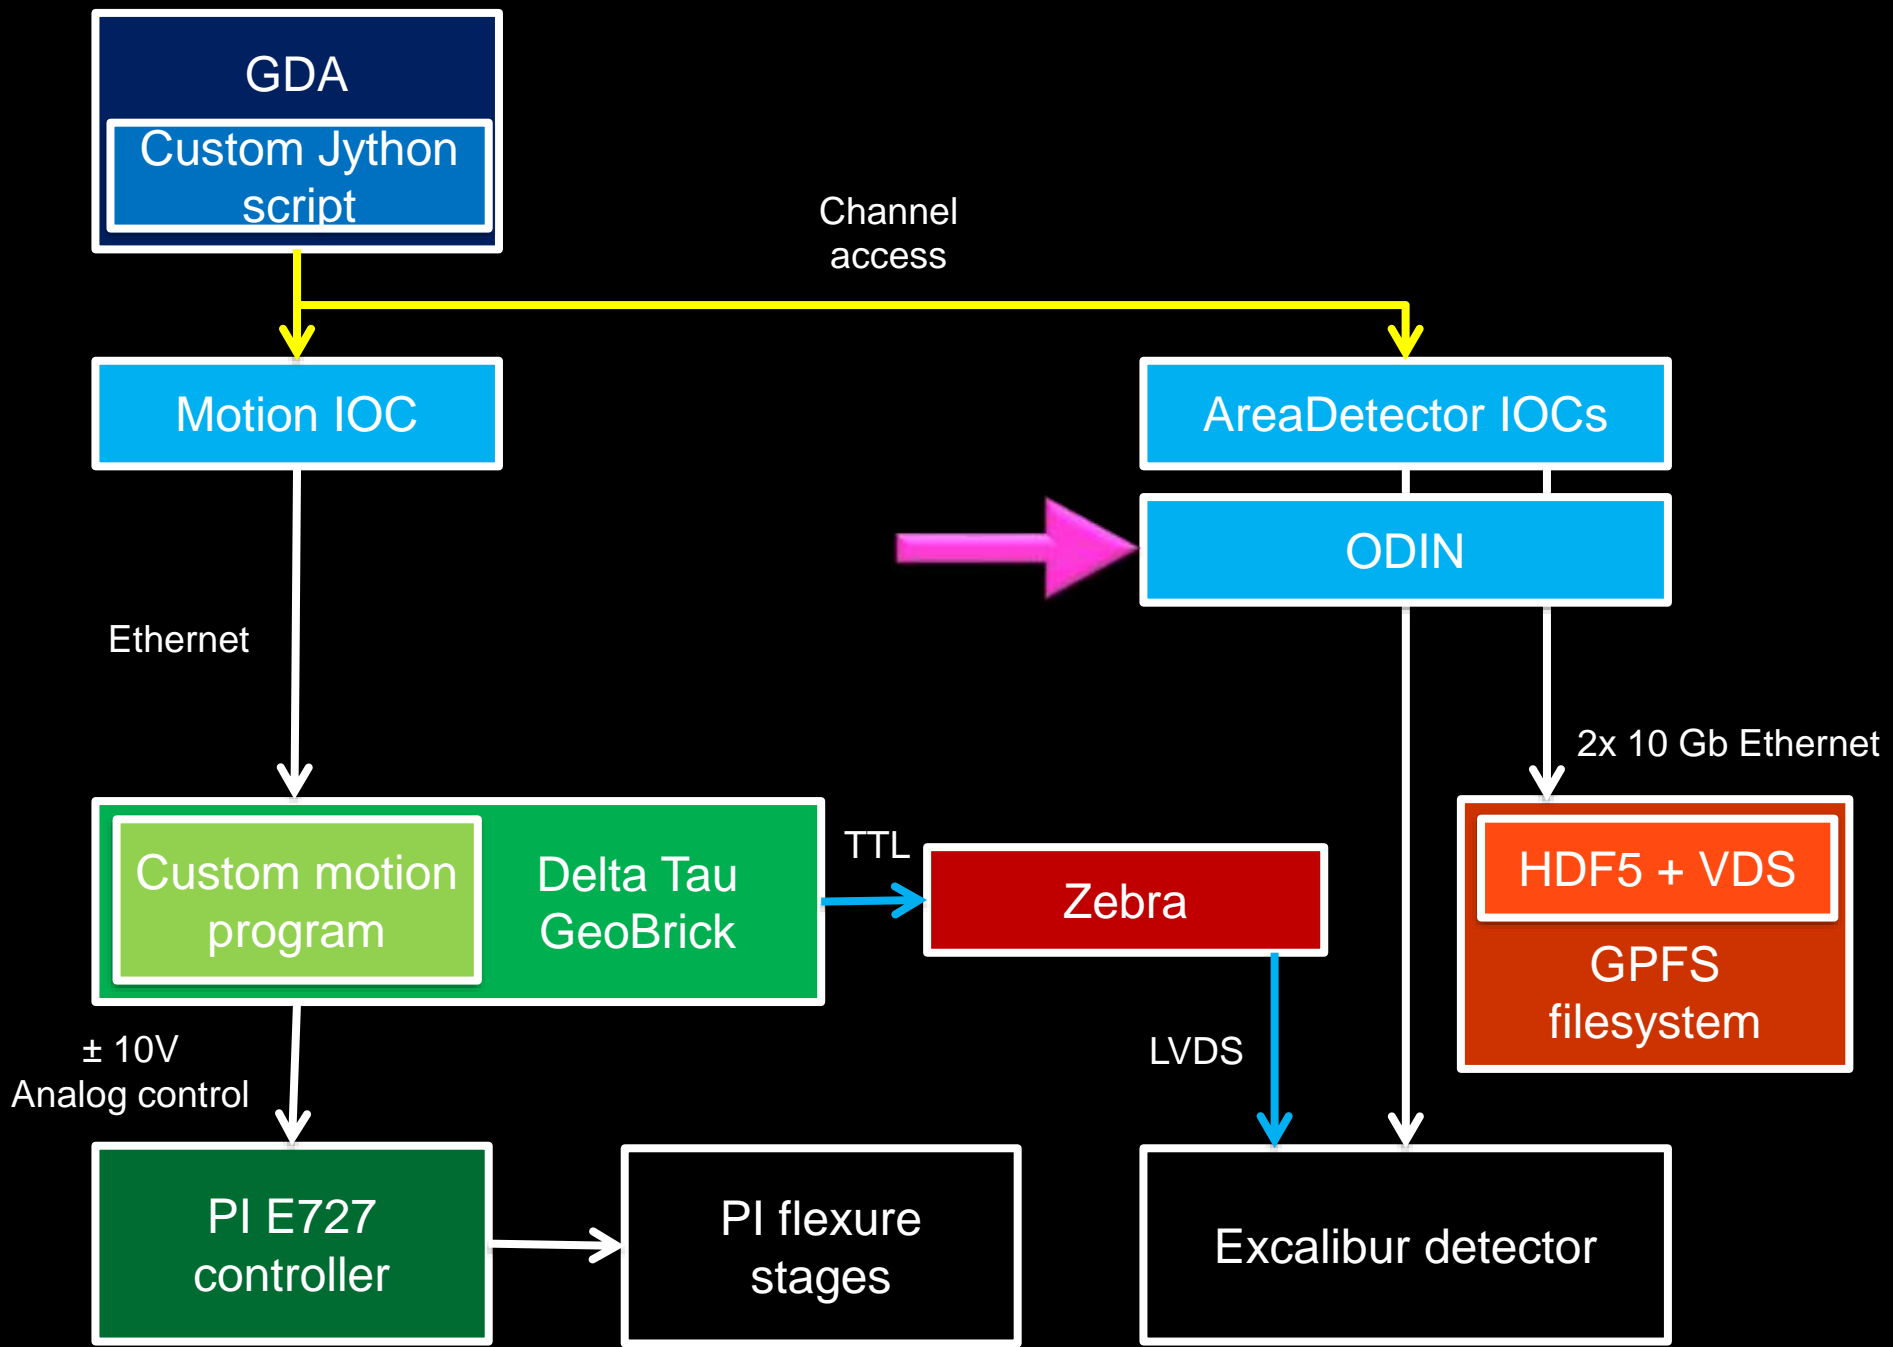 GDA
Custom Jython
script
Channel
access
Motion IOC
AreaDetector IOCs
ODIN
Ethernet
2x 10 Gb Ethernet
Custom motion
program
Delta Tau
GeoBrick
TTL
Zebra
HDF5 + VDS
GPFS
filesystem
± 10V
Analog control
LVDS
PI E727
controller
PI flexure
stages
Excalibur detector